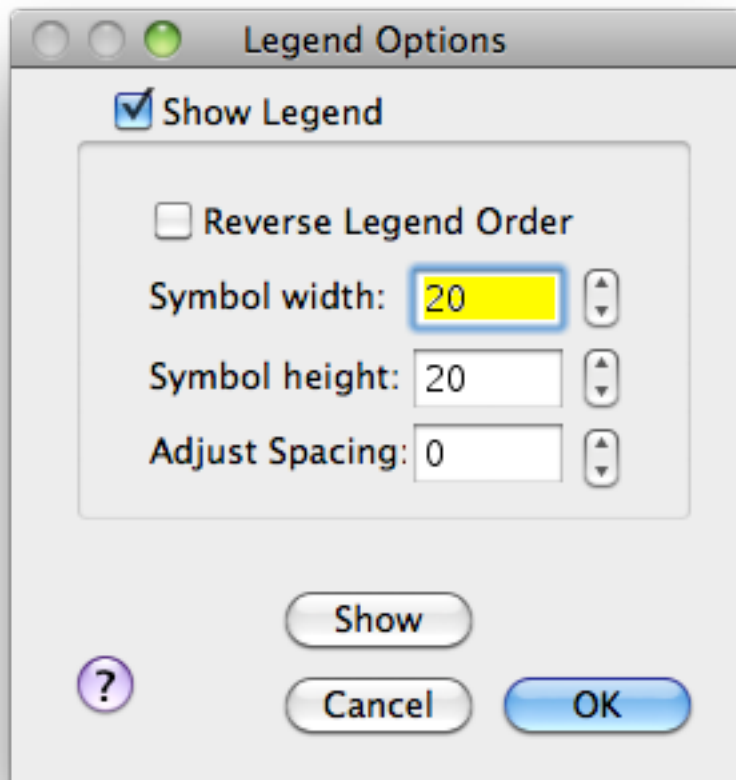 Legend Options
Show Legend
Reverse Legend Order
Symbol width: 20
Symbol height: 20
Adjust Spacing: 0
Show
?
Cancel OK